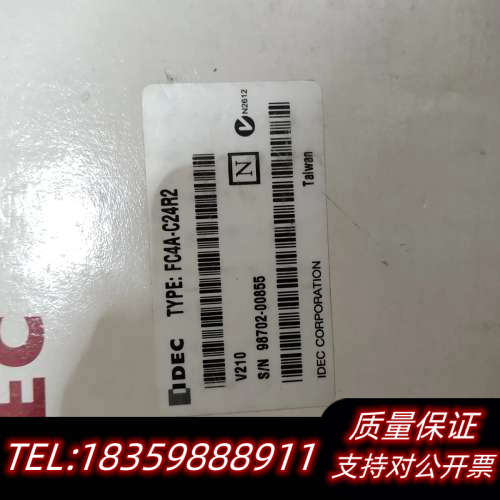 IDEC TYPE: FC4A-C24R2
V210
S/N 98702-00855
N
N2612
Taiwan
IDEC CORPORATION
EC
质量保证
TEL:18359888911
支持对公开票